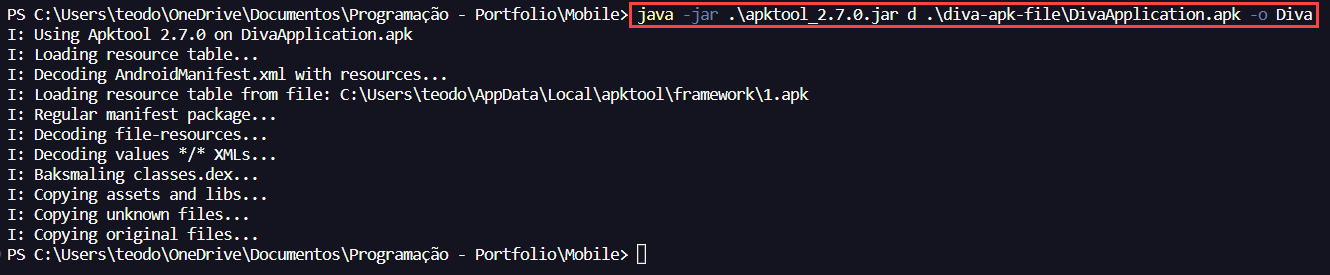 PS C:\Users\teodo\OneDrive\Documentos\Programação - Portfolio\Mobile> java -jar .\apktool_2.7.0.jar d .\diva-apk-file\DivaApplication.apk -o Diva
I: Using Apktool 2.7.0 on DivaApplication.apk
I: Loading resource table...
I: Decoding AndroidManifest.xml with resources...
I: Loading resource table from file: C:\Users\teodo\AppData\Local\apktool\framework\1.apk
I: Regular manifest package...
I: Decoding file-resources...
I: Decoding values */* XMLs...
I: Baksmaling classes.dex...
I: Copying assets and libs...
I: Copying unknown files...
I: Copying original files...
PS C:\Users\teodo\OneDrive\Documentos\Programação - Portfolio\Mobile>